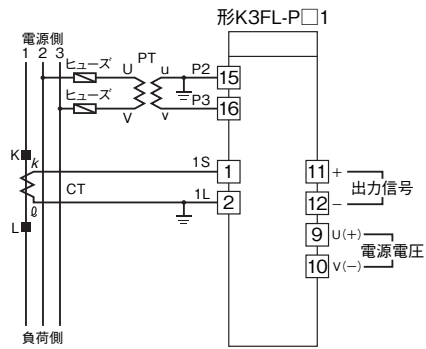 形K3FL-P□1
電源側
1 2 3
ヒューズ
PT
U u
P2
15
ヒューズ
V v
P3
16
K
k
1S
1
11
+
CT
出力信号
1L
2
12
−
ℓ
L
9
U(+)
電源電圧
10
V(−)
負荷側